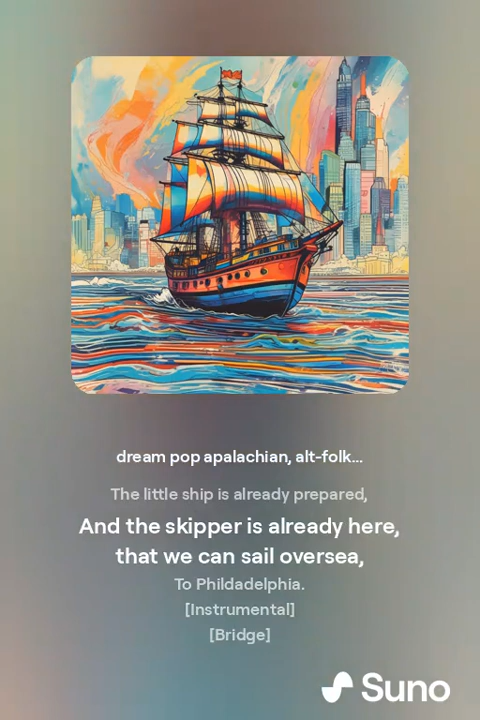 dream pop apalachian, alt-folk...
The little ship is already prepared,
And the skipper is already here,
that we can sail oversea,
To Phildadelphia.
[Instrumental]
[Bridge]
Suno